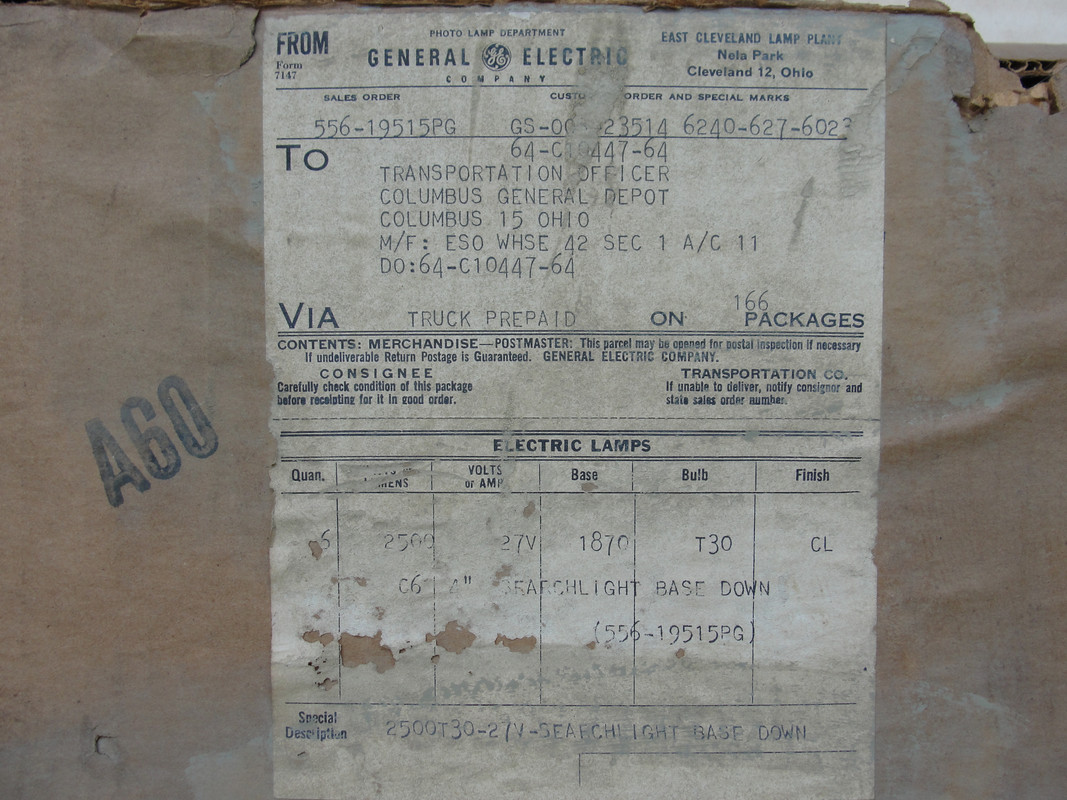 FROM
Form
7147
PHOTO LAMP DEPARTMENT
GENERAL GE ELECTRIC
COMPANY
EAST CLEVELAND LAMP PLANT
Nela Park
Cleveland 12, Ohio
SALES ORDER ORDER AND SPECIAL MARKS
556-19515PG 6240-627-602
TO
TRANSPORTATION OFFICER
COLUMBUS GENERAL DEPOT
COLUMBUS 15 OHIO
M/F: ESO WHSE 42 SEC 1 A/C 11
DO:64-C10447-64
166
VIA TRUCK PREPAID ON PACKAGES
CONTENTS: MERCHANDISE—POSTMASTER: This parcel may be opened for postal inspection if necessary
If undeliverable Return Postage is Guaranteed. GENERAL ELECTRIC COMPANY.
CONSIGNEE
Carefully check condition of this package
before receipting for it in good order.
TRANSPORTATION CO.
If unable to deliver, notify consignor and
state sales order number.
A60
ELECTRIC LAMPS
Quan. VOLTS or AMP Base Bulb Finish
6 2500 27V 1870 T30 CL
C6 4" SEARCHLIGHT BASE DOWN
(556-19515PG)
Special
Description
2500T30-27V-SEARCHLIGHT BASE DOWN